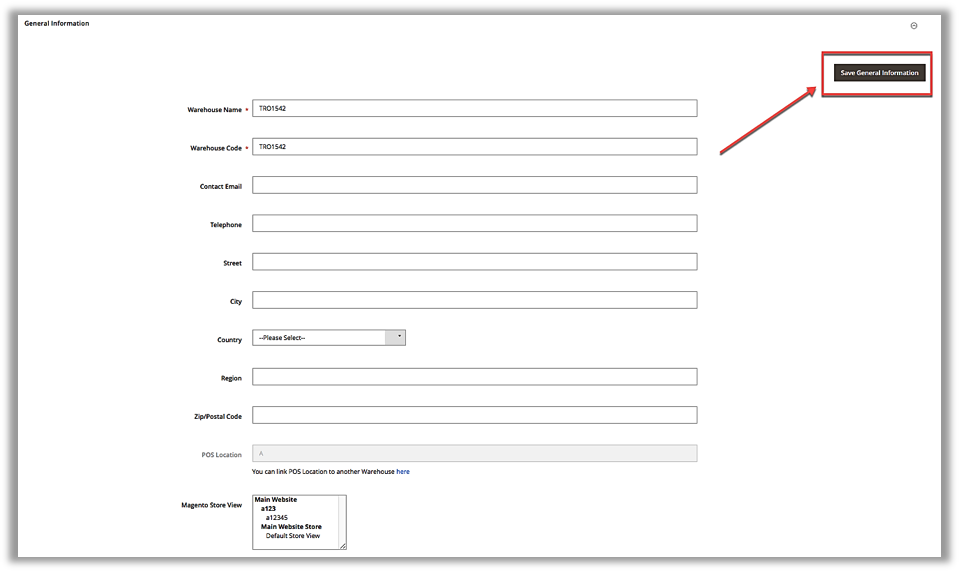 General Information
Save General Information
Warehouse Name * TRO1542
Warehouse Code * TRO1542
Contact Email
Telephone
Street
City
Country --Please Select--
Region
Zip/Postal Code
POS Location A
You can link POS Location to another Warehouse here
Magento Store View
Main Website
a123
a12345
Main Website Store
Default Store View